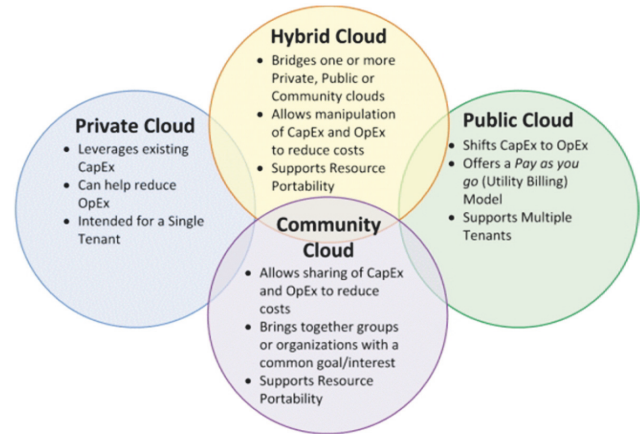 Hybrid Cloud
• Bridges one or more
Private, Public or
Community clouds
• Allows manipulation
of CapEx and OpEx
to reduce costs
• Supports Resource
Portability
Private Cloud
• Leverages existing
CapEx
• Can help reduce
OpEx
• Intended for a Single
Tenant
Public Cloud
• Shifts CapEx to OpEx
• Offers a Pay as you
go (Utility Billing)
Model
• Supports Multiple
Tenants
Community
Cloud
• Allows sharing of CapEx
and OpEx to reduce
costs
• Brings together groups
or organizations with a
common goal/interest
• Supports Resource
Portability